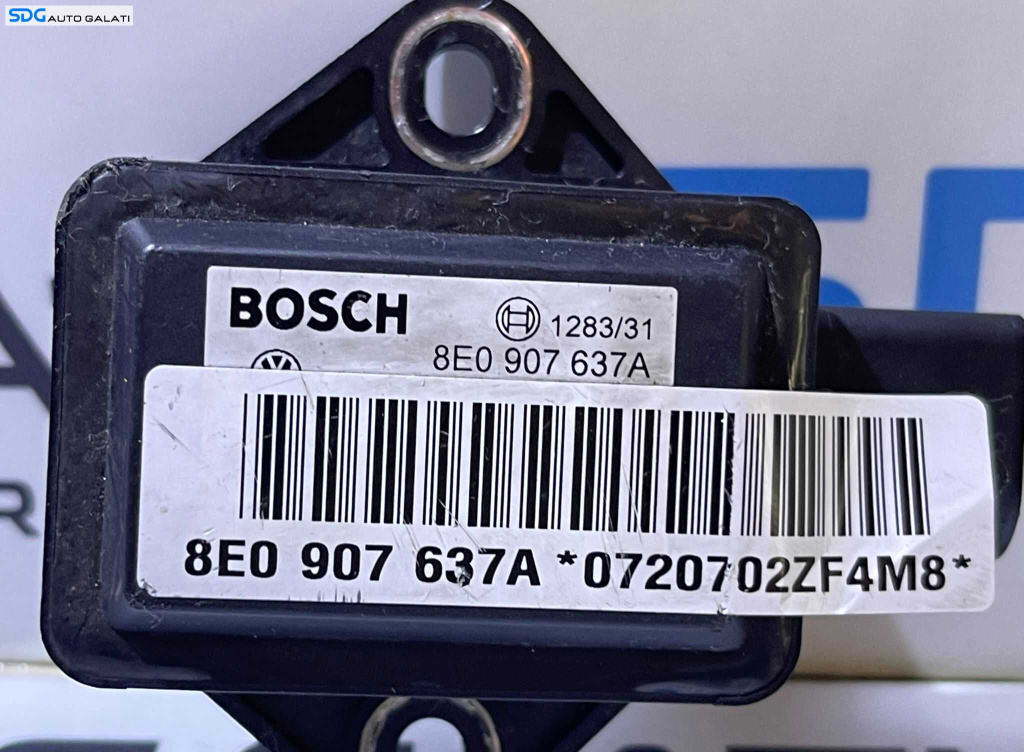 SDG AUTO GALATI
BOSCH
1283/31
8E0 907 637A
8E0 907 637A *0720702ZF4M8*